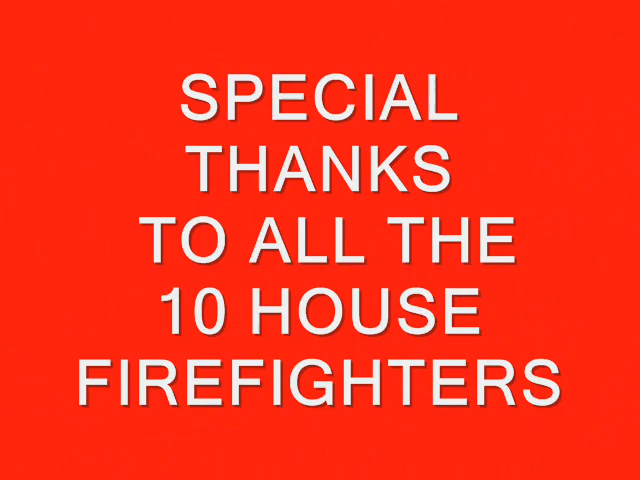 SPECIAL
THANKS
TO ALL THE
10 HOUSE
FIREFIGHTERS